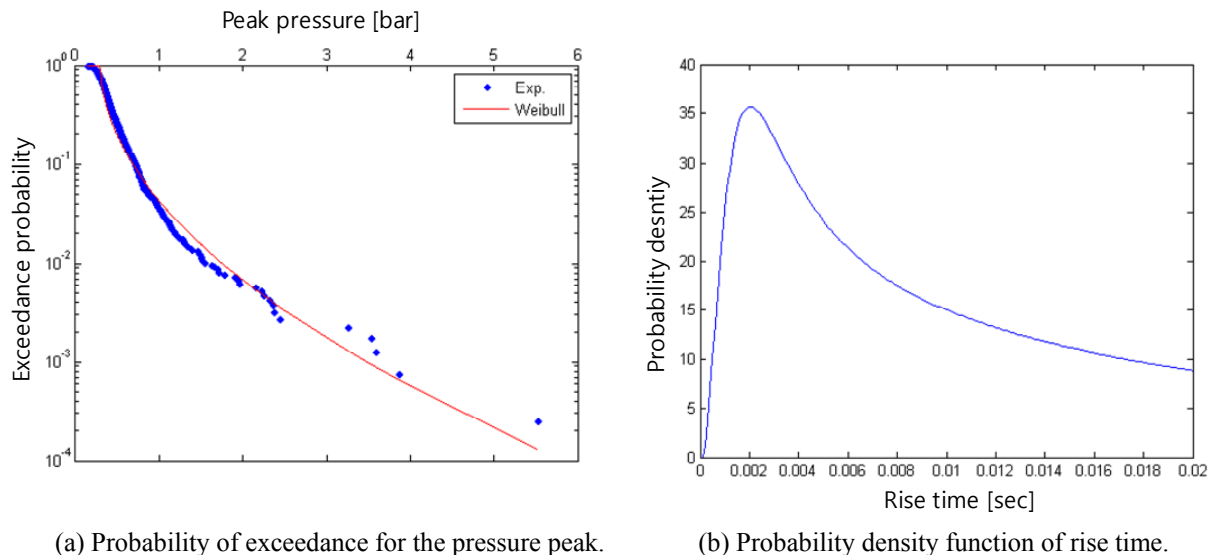 Peak pressure [bar]
0 1 2 3 4 5 6
10⁰
10⁻¹
10⁻²
10⁻³
10⁻⁴
Exceedance probability
Exp.
Weibull
(a) Probability of exceedance for the pressure peak.
40
35
30
25
20
15
10
5
0
Probability desntiy
0 0.002 0.004 0.006 0.008 0.01 0.012 0.014 0.016 0.018 0.02
Rise time [sec]
(b) Probability density function of rise time.